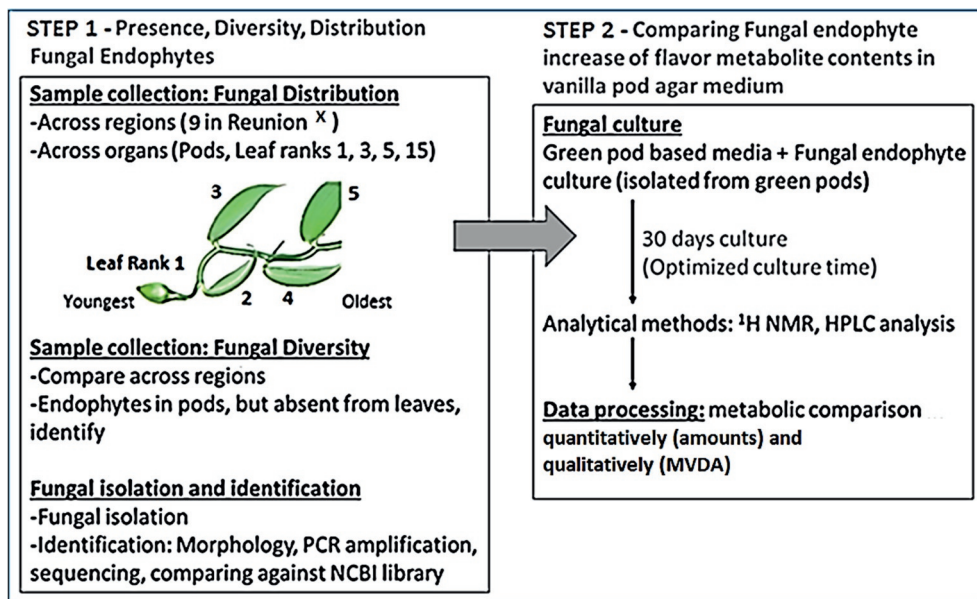 STEP 1 - Presence, Diversity, Distribution
Fungal Endophytes
Sample collection: Fungal Distribution
-Across regions (9 in Reunion X )
-Across organs (Pods, Leaf ranks 1, 3, 5, 15)
3
5
Leaf Rank 1
Youngest
2
4
Oldest
Sample collection: Fungal Diversity
-Compare across regions
-Endophytes in pods, but absent from leaves,
identify
Fungal isolation and identification
-Fungal isolation
-Identification: Morphology, PCR amplification,
sequencing, comparing against NCBI library
STEP 2 - Comparing Fungal endophyte
increase of flavor metabolite contents in
vanilla pod agar medium
Fungal culture
Green pod based media + Fungal endophyte
culture (isolated from green pods)
30 days culture
(Optimized culture time)
Analytical methods: ¹H NMR, HPLC analysis
Data processing: metabolic comparison
quantitatively (amounts) and
qualitatively (MVDA)